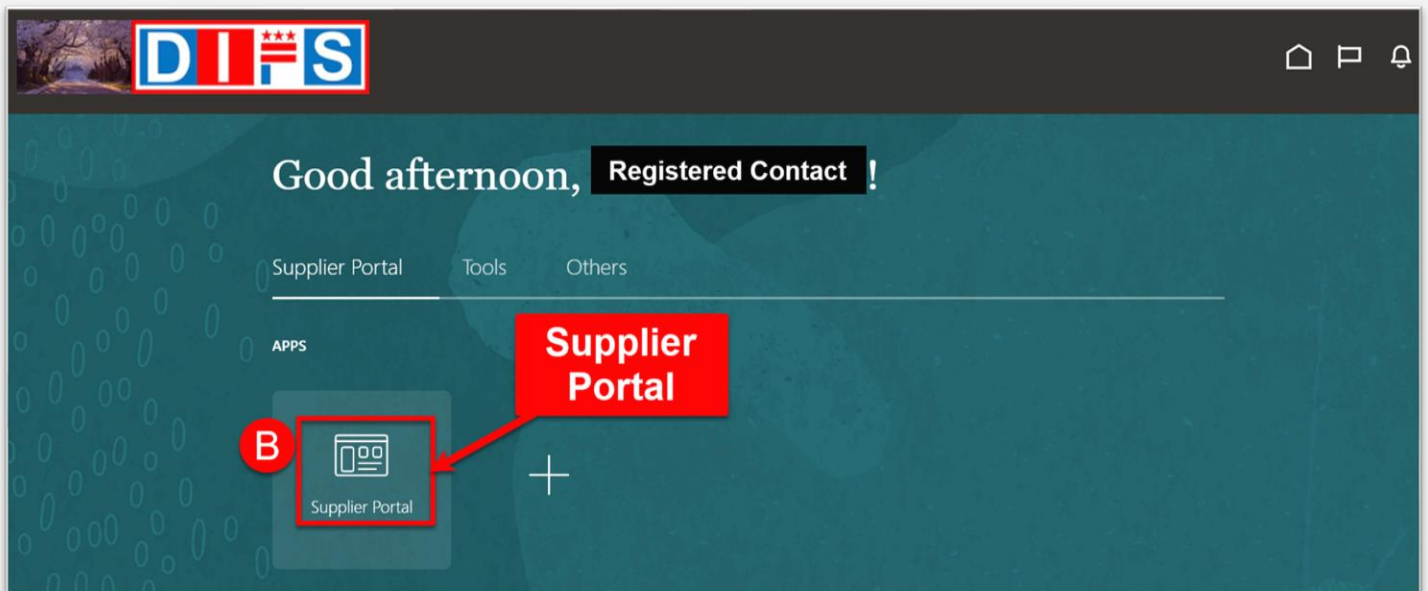 DIFS
Good afternoon, Registered Contact !
Supplier Portal Tools Others
APPS
Supplier
Portal
B
Supplier Portal